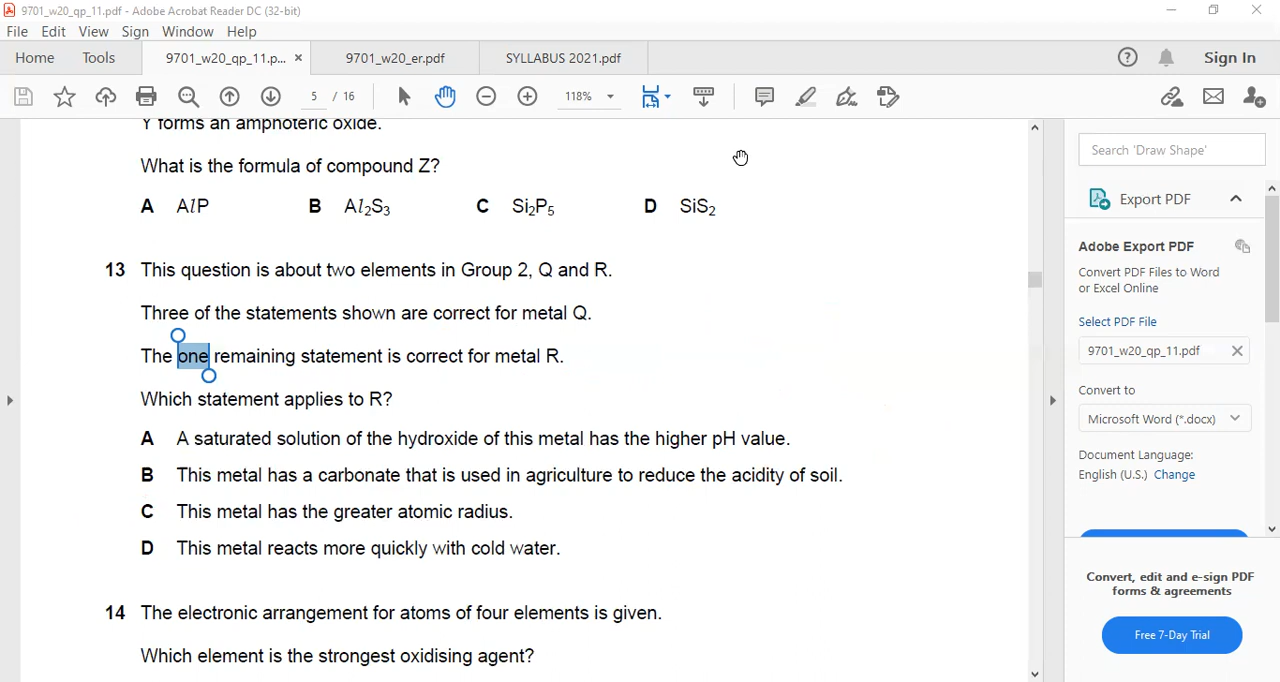 9701_w20_qp_11.pdf - Adobe Acrobat Reader DC (32-bit)
File Edit View Sign Window Help
Home Tools 9701_w20_qp_11.p... × 9701_w20_er.pdf SYLLABUS 2021.pdf Sign In
5 / 16 118%
Y forms an amphoteric oxide.
What is the formula of compound Z?
A AlP B Al₂S₃ C Si₂P₅ D SiS₂
13 This question is about two elements in Group 2, Q and R.
Three of the statements shown are correct for metal Q.
The one remaining statement is correct for metal R.
Which statement applies to R?
A A saturated solution of the hydroxide of this metal has the higher pH value.
B This metal has a carbonate that is used in agriculture to reduce the acidity of soil.
C This metal has the greater atomic radius.
D This metal reacts more quickly with cold water.
14 The electronic arrangement for atoms of four elements is given.
Which element is the strongest oxidising agent?
Search 'Draw Shape'
Export PDF
Adobe Export PDF
Convert PDF Files to Word
or Excel Online
Select PDF File
9701_w20_qp_11.pdf
Convert to
Microsoft Word (*.docx)
Document Language:
English (U.S.) Change
Convert, edit and e-sign PDF
forms & agreements
Free 7-Day Trial